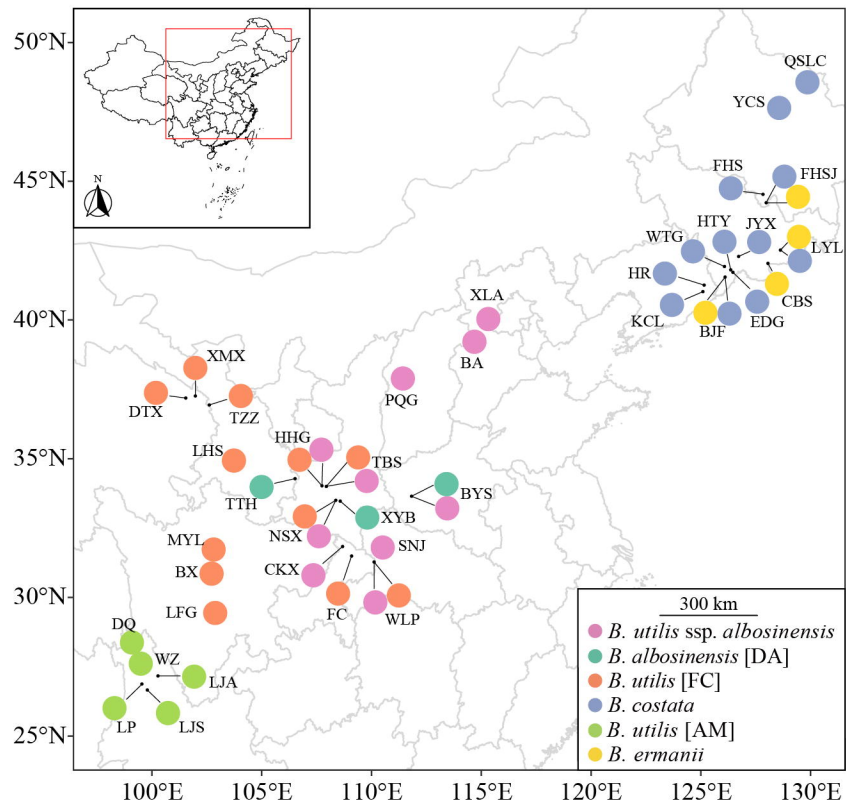 50°N
45°N
40°N
35°N
30°N
25°N
N
QSLC
YCS
FHS
FHSJ
HTY
JYX
WTG
LYL
HR
CBS
KCL
BJF
EDG
XLA
BA
PQG
XMX
DTX
TZZ
LHS
HHG
TBS
TTH
BYS
XYB
NSX
SNJ
MYL
BX
CKX
LFG
FC
WLP
DQ
WZ
LJA
LP
LJS
300 km
B. utilis ssp. albosinensis
B. albosinensis [DA]
B. utilis [FC]
B. costata
B. utilis [AM]
B. ermanii
100°E 105°E 110°E 115°E 120°E 125°E 130°E